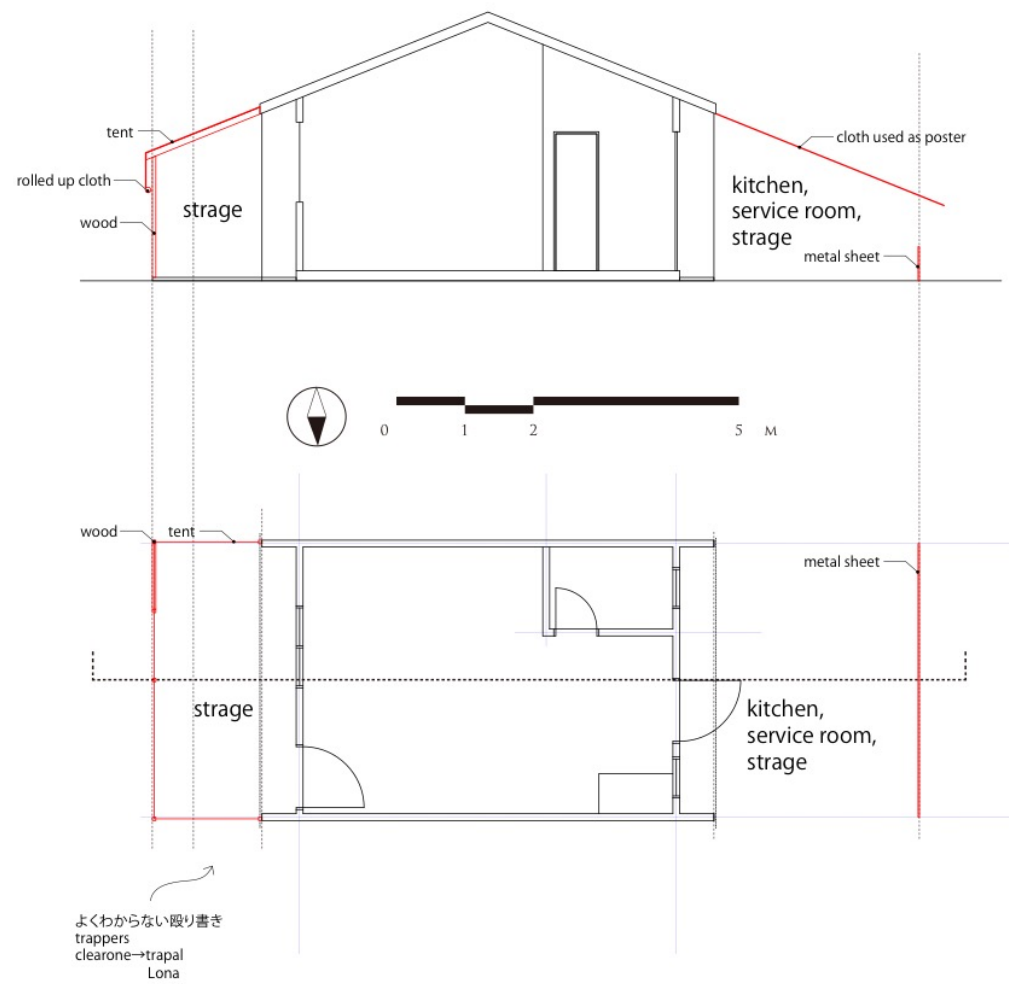 tent
cloth used as poster
rolled up cloth
strage
kitchen,
service room,
strage
wood
metal sheet
0 1 2 5 M
wood
tent
metal sheet
strage
kitchen,
service room,
strage
よくわからない殴り書き
trappers
clearone→trapal
Lona